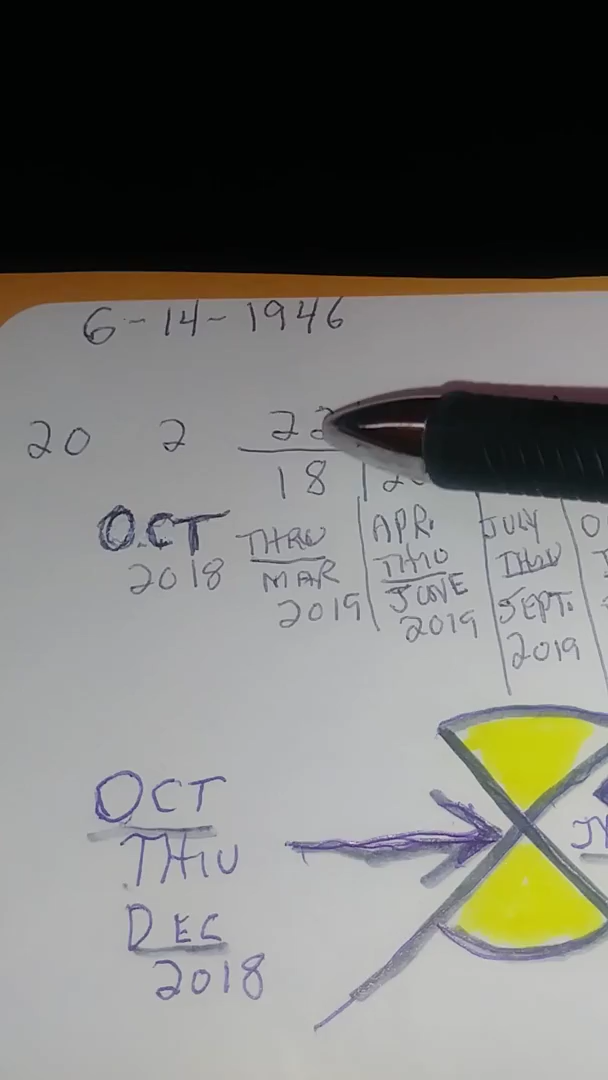 6-14-1946
20 2 22
18
OCT THRU APR. JULY
2018 MAR THRU THRU
2019 JUNE SEPT.
2019 2019
OCT
THRU
DEC
2018